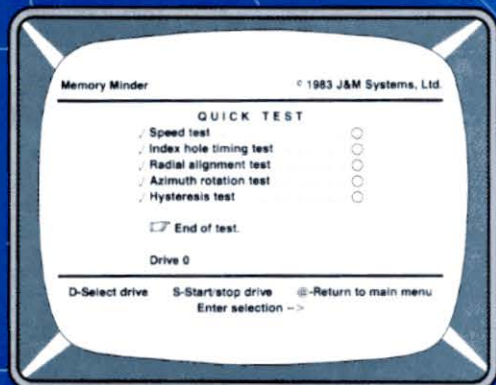 Memory Minder © 1983 J&M Systems, Ltd.
QUICK TEST
√ Speed test
√ Index hole timing test
√ Radial alignment test
√ Azimuth rotation test
√ Hysteresis test
☞ End of test.
Drive 0
D-Select drive S-Start/stop drive @-Return to main menu
Enter selection -->